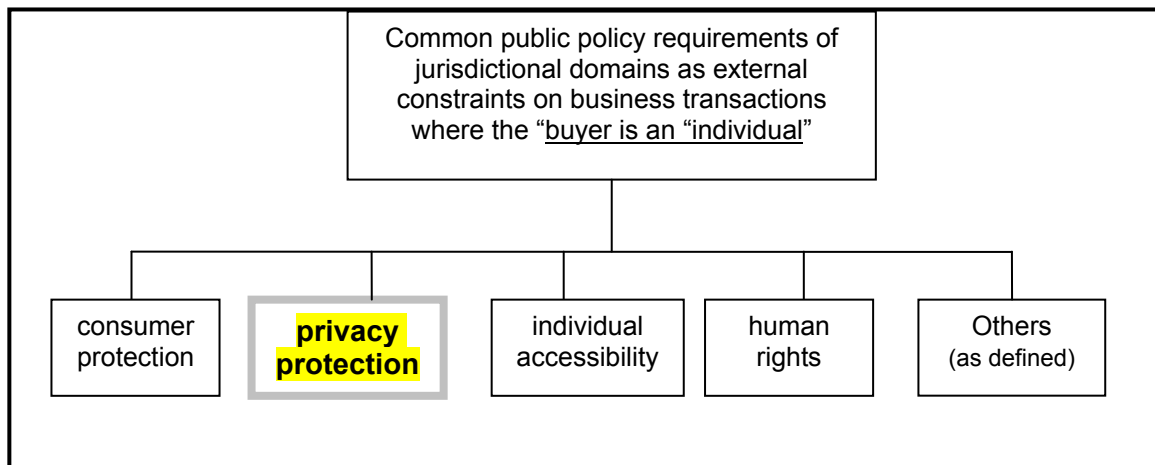 Common public policy requirements of
jurisdictional domains as external
constraints on business transactions
where the “buyer is an “individual”
consumer
protection
privacy
protection
individual
accessibility
human
rights
Others
(as defined)